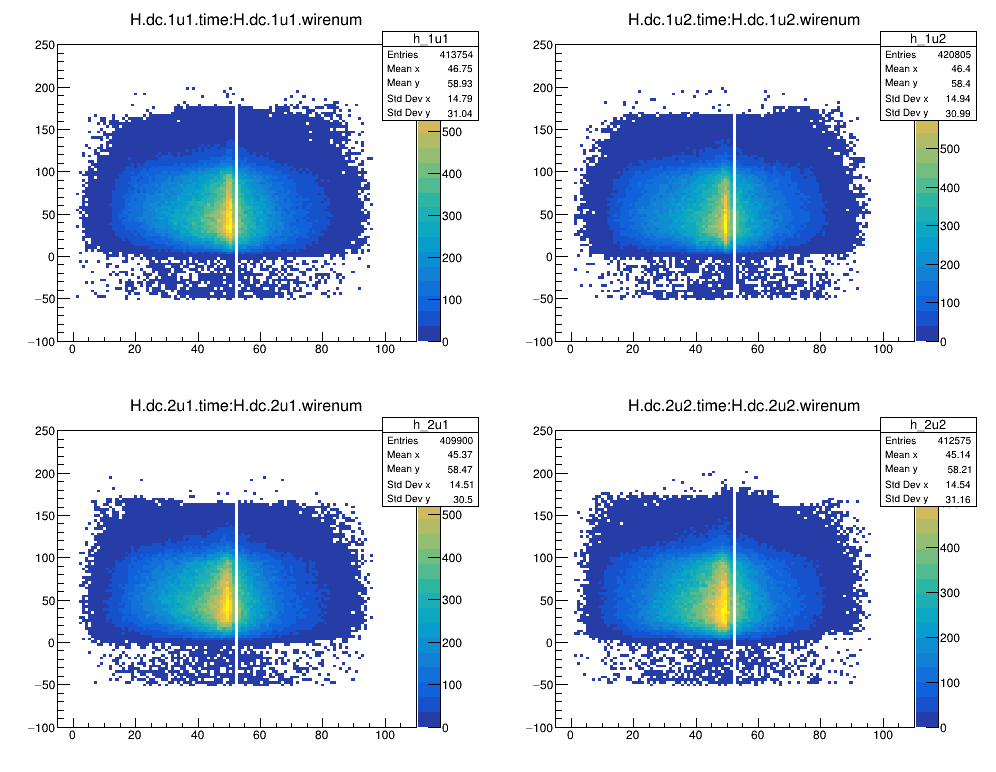 H.dc.1u1.time:H.dc.1u1.wirenum
h_1u1
Entries 413754
Mean x 46.75
Mean y 58.93
Std Dev x 14.79
Std Dev y 31.04
250
200
150
100
50
0
−50
−100
0 20 40 60 80 100
500
400
300
200
100
0
H.dc.1u2.time:H.dc.1u2.wirenum
h_1u2
Entries 420805
Mean x 46.4
Mean y 58.4
Std Dev x 14.94
Std Dev y 30.99
250
200
150
100
50
0
−50
−100
0 20 40 60 80 100
500
400
300
200
100
0
H.dc.2u1.time:H.dc.2u1.wirenum
h_2u1
Entries 409900
Mean x 45.37
Mean y 58.47
Std Dev x 14.51
Std Dev y 30.5
250
200
150
100
50
0
−50
−100
0 20 40 60 80 100
500
400
300
200
100
0
H.dc.2u2.time:H.dc.2u2.wirenum
h_2u2
Entries 412575
Mean x 45.14
Mean y 58.21
Std Dev x 14.54
Std Dev y 31.16
250
200
150
100
50
0
−50
−100
0 20 40 60 80 100
400
300
200
100
0